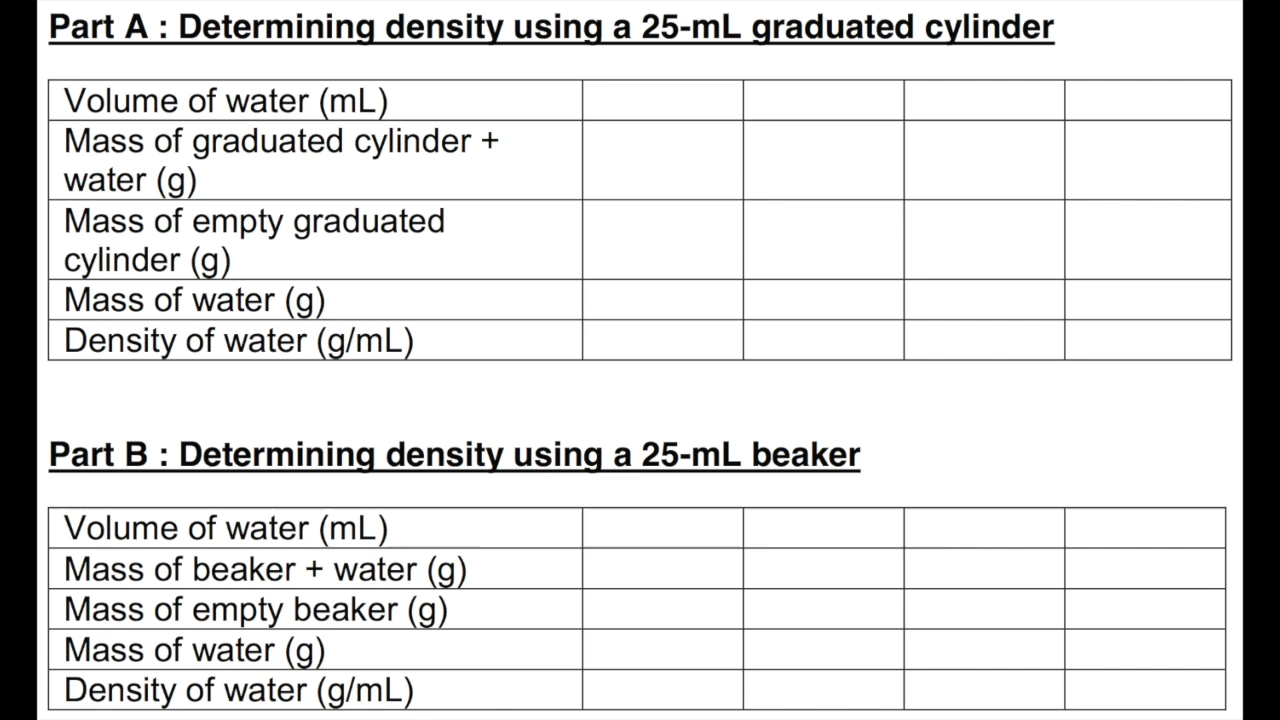 Part A : Determining density using a 25-mL graduated cylinder
Volume of water (mL)
Mass of graduated cylinder +
water (g)
Mass of empty graduated
cylinder (g)
Mass of water (g)
Density of water (g/mL)
Part B : Determining density using a 25-mL beaker
Volume of water (mL)
Mass of beaker + water (g)
Mass of empty beaker (g)
Mass of water (g)
Density of water (g/mL)